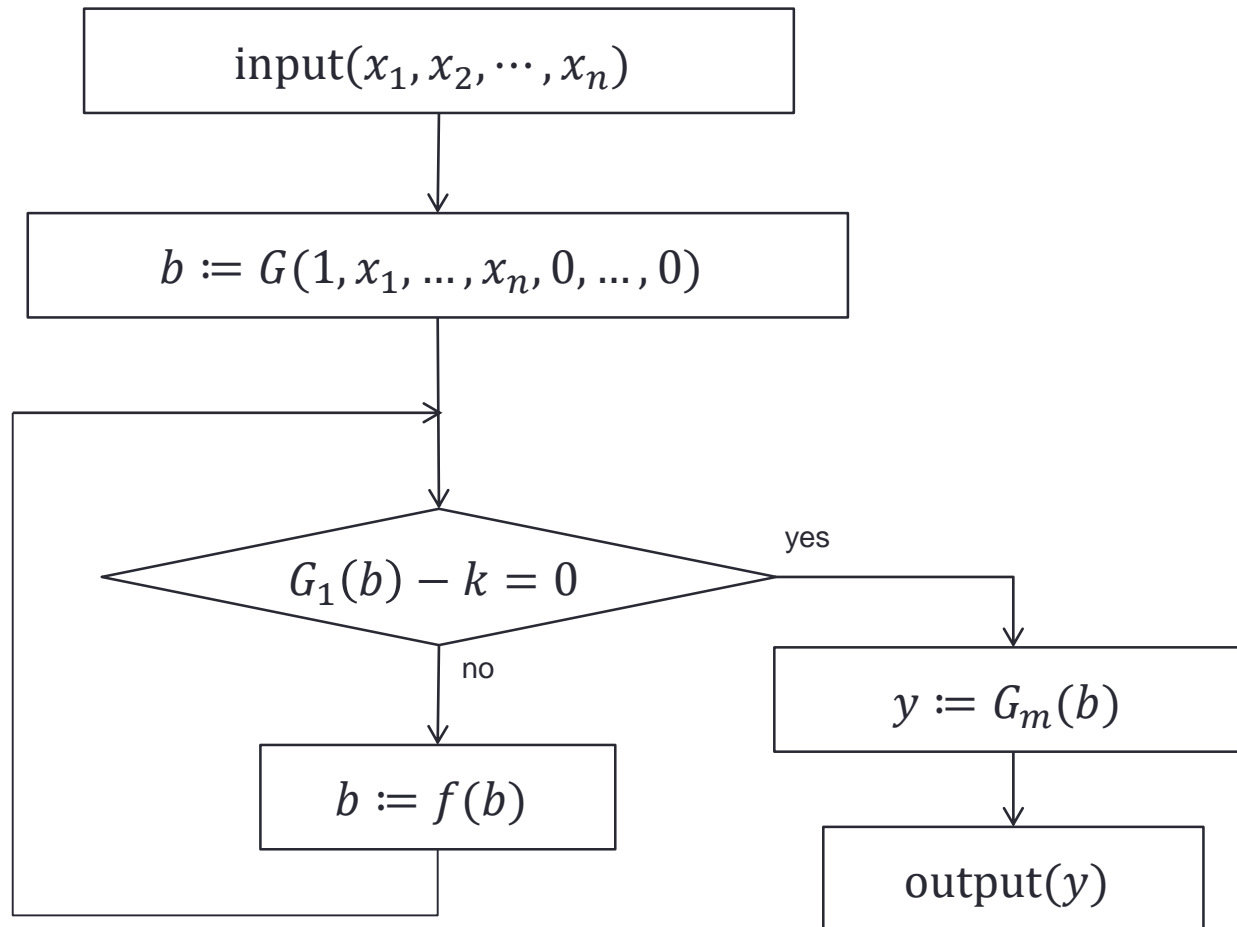 input(x₁, x₂, ⋯, xₙ)
b ≔ G(1, x₁, …, xₙ, 0, …, 0)
G₁(b) − k = 0
yes
no
y ≔ Gₘ(b)
b ≔ f(b)
output(y)